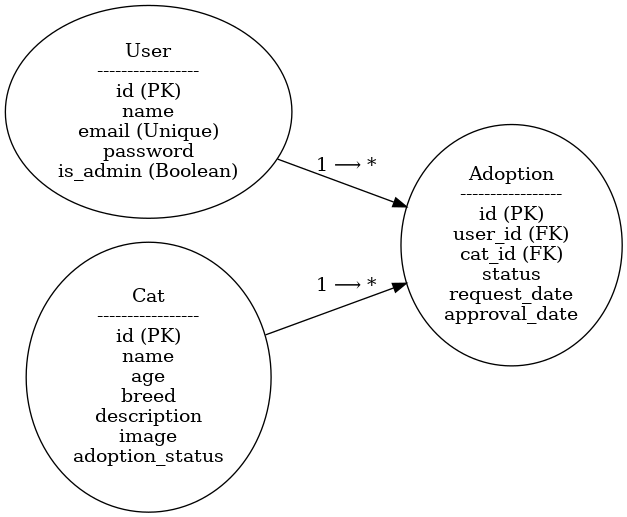 User
-----------------
id (PK)
name
email (Unique)
password
is_admin (Boolean)
1 ⟶ *
Adoption
-----------------
id (PK)
user_id (FK)
cat_id (FK)
status
request_date
approval_date
1 ⟶ *
Cat
-----------------
id (PK)
name
age
breed
description
image
adoption_status